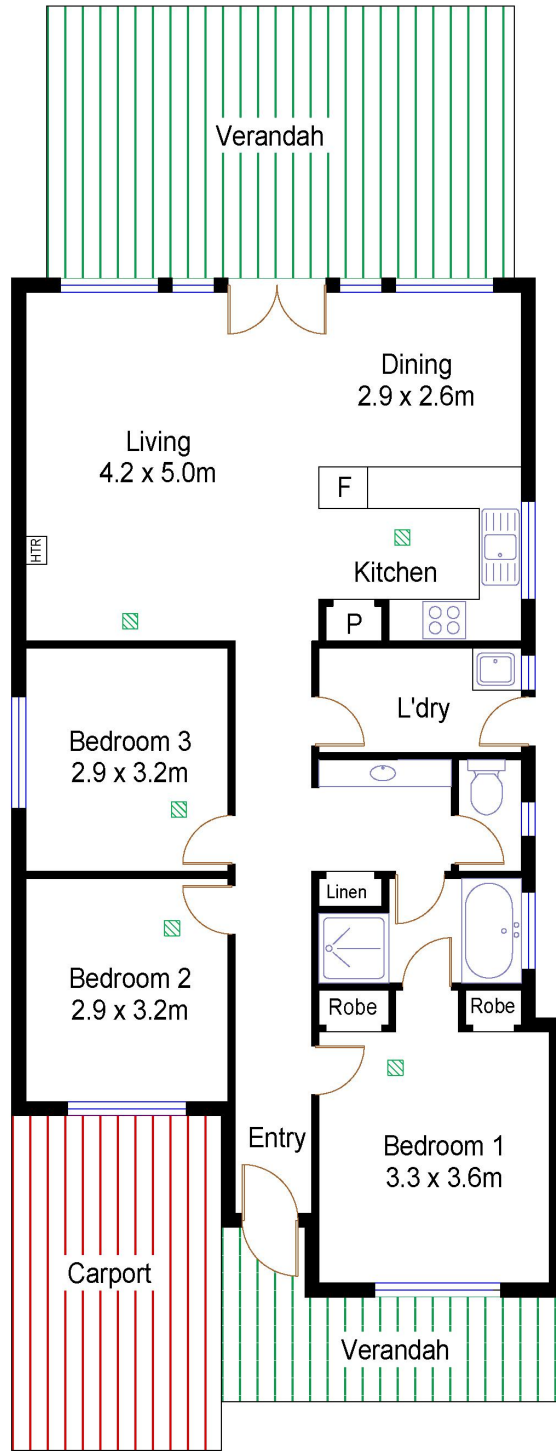 Verandah
Dining
2.9 x 2.6m
Living
4.2 x 5.0m
F
HTR
Kitchen
P
L'dry
Bedroom 3
2.9 x 3.2m
Linen
Bedroom 2
2.9 x 3.2m
Robe
Robe
Entry
Bedroom 1
3.3 x 3.6m
Carport
Verandah